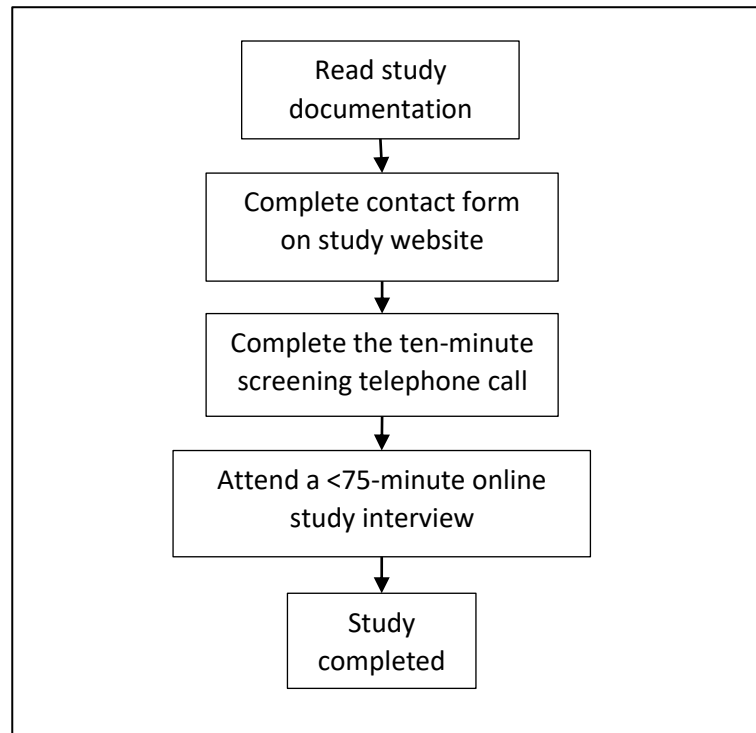 Read study
documentation
Complete contact form
on study website
Complete the ten-minute
screening telephone call
Attend a <75-minute online
study interview
Study
completed